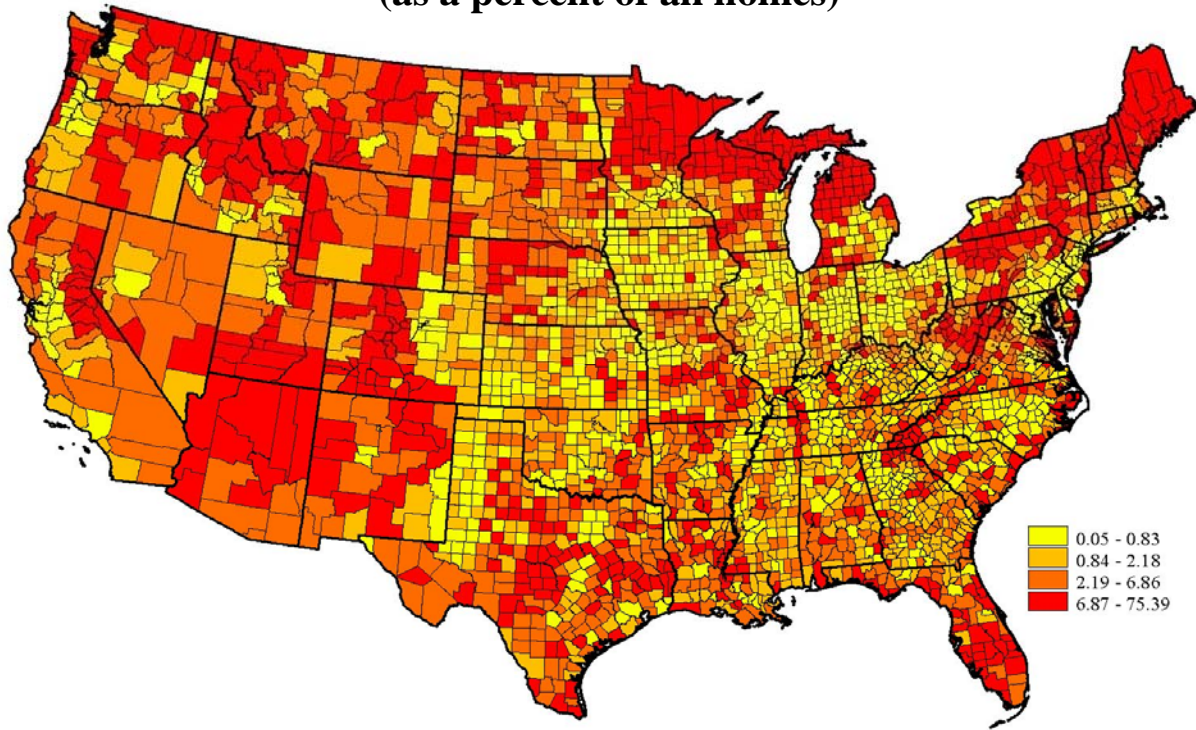 (as a percent of all homes)
0.05 - 0.83
0.84 - 2.18
2.19 - 6.86
6.87 - 75.39